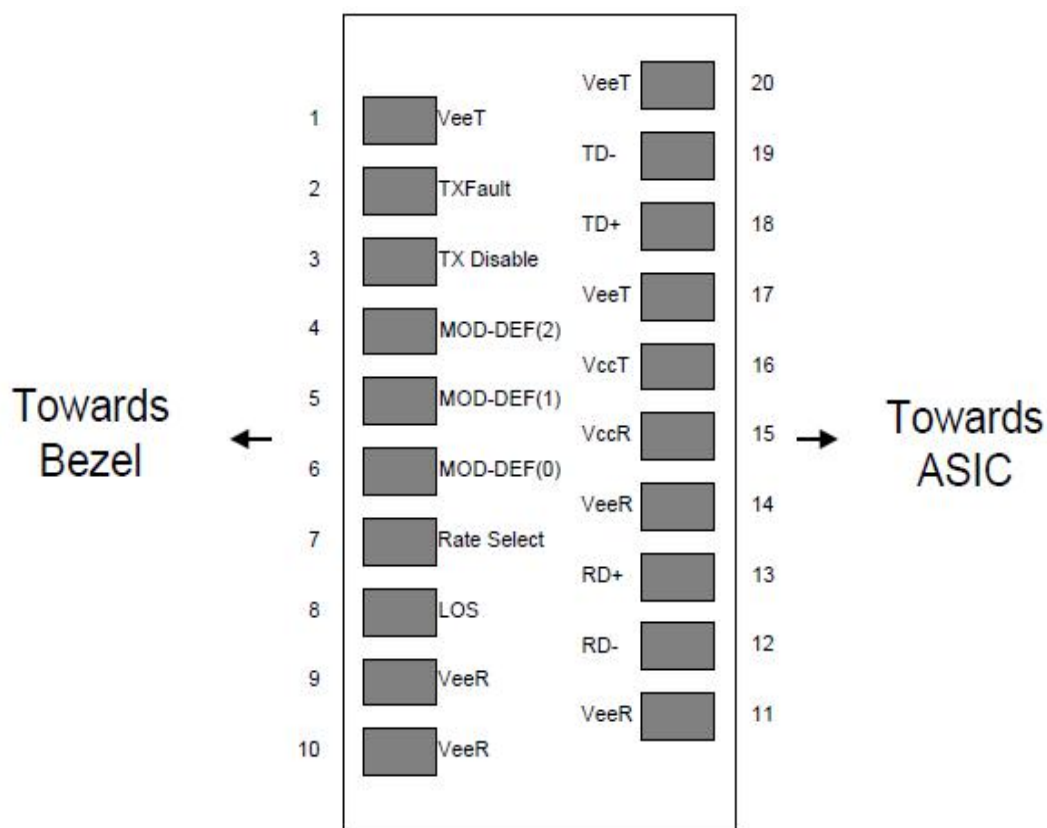 1 VeeT
2 TXFault
3 TX Disable
4 MOD-DEF(2)
5 MOD-DEF(1)
6 MOD-DEF(0)
7 Rate Select
8 LOS
9 VeeR
10 VeeR
VeeT 20
TD- 19
TD+ 18
VeeT 17
VccT 16
VccR 15
VeeR 14
RD+ 13
RD- 12
VeeR 11
Towards
Bezel
Towards
ASIC